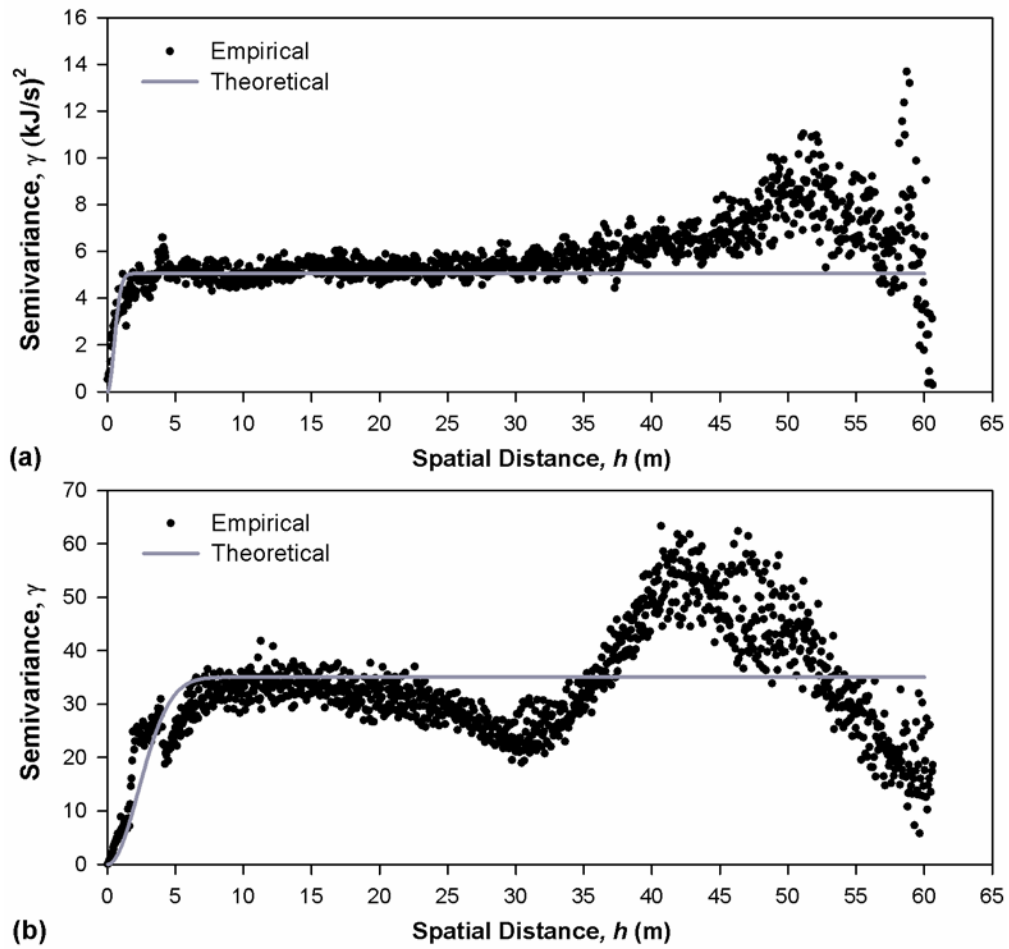 16
14
12
10
8
6
4
2
0
Semivariance, γ (kJ/s)²
Empirical
Theoretical
0 5 10 15 20 25 30 35 40 45 50 55 60 65
(a)
Spatial Distance, h (m)
70
60
50
40
30
20
10
0
Semivariance, γ
Empirical
Theoretical
0 5 10 15 20 25 30 35 40 45 50 55 60 65
(b)
Spatial Distance, h (m)